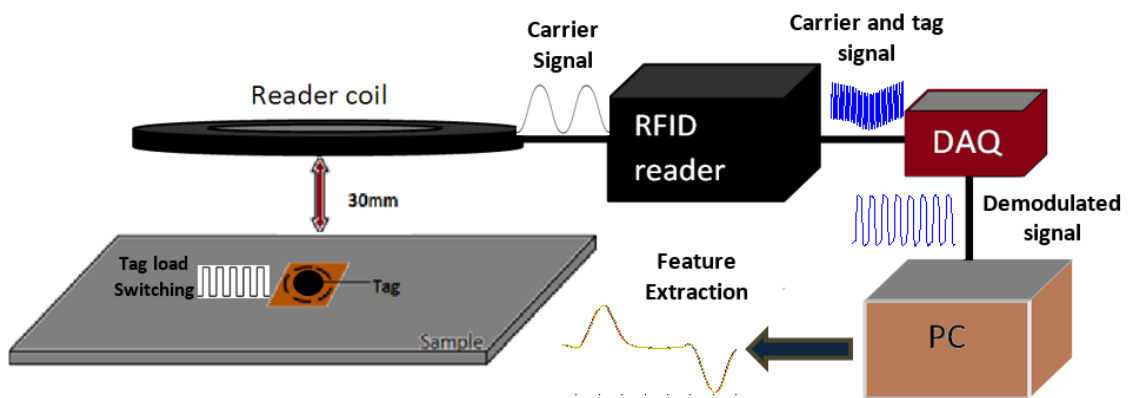 Carrier
Signal
Carrier and tag
signal
Reader coil
RFID
reader
DAQ
30mm
Demodulated
signal
Tag load
Switching
Tag
Feature
Extraction
Sample
PC